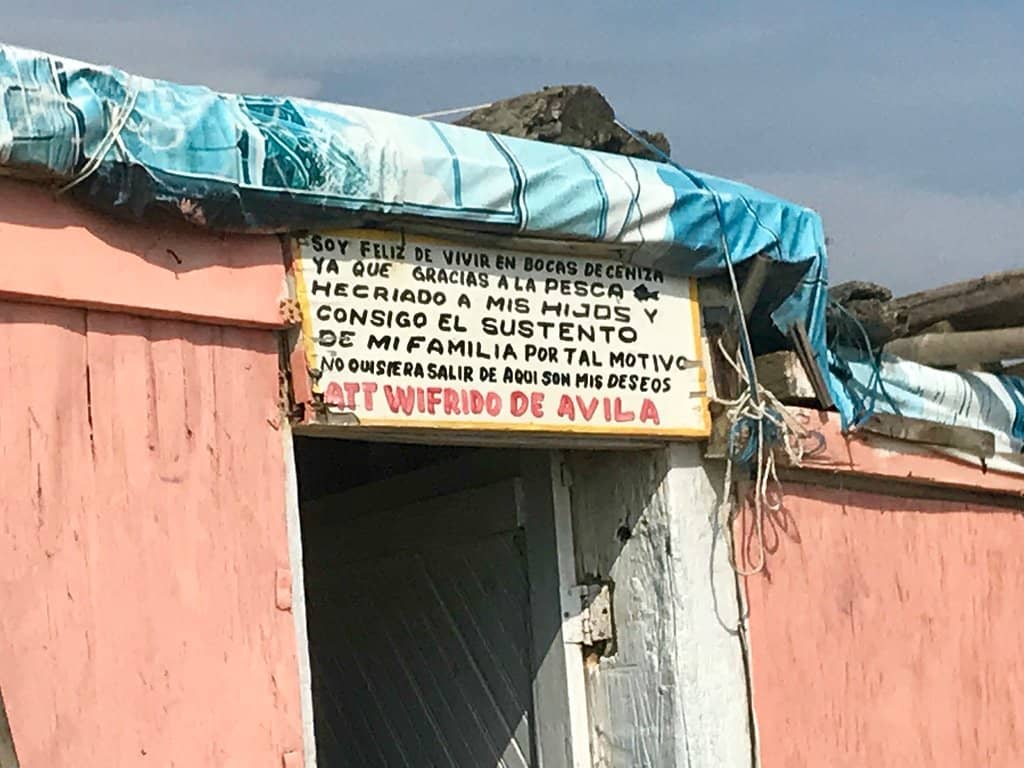 SOY FELIZ DE VIVIR EN BOCAS DE CENIZA
YA QUE GRACIAS A LA PESCA
HECRIADO A MIS HIJOS Y
CONSIGO EL SUSTENTO
DE MI FAMILIA POR TAL MOTIVO
NO QUISIERA SALIR DE AQUI SON MIS DESEOS
ATT WIFRIDO DE AVILA